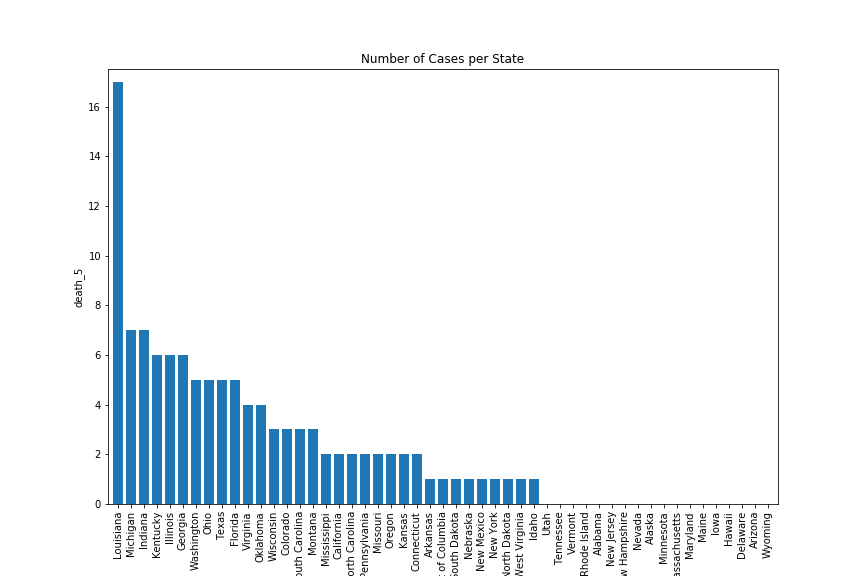 Number of Cases per State
death_5
16
14
12
10
8
6
4
2
0
Louisiana
Michigan
Indiana
Kentucky
Illinois
Georgia
Washington
Ohio
Texas
Florida
Virginia
Oklahoma
Wisconsin
Colorado
outh Carolina
Montana
Mississippi
California
orth Carolina
Pennsylvania
Missouri
Oregon
Kansas
Connecticut
Arkansas
t of Columbia
South Dakota
Nebraska
New Mexico
New York
North Dakota
West Virginia
Idaho
Utah
Tennessee
Vermont
Rhode Island
Alabama
New Jersey
w Hampshire
Nevada
Alaska
Minnesota
assachusetts
Maryland
Maine
Iowa
Hawaii
Delaware
Arizona
Wyoming